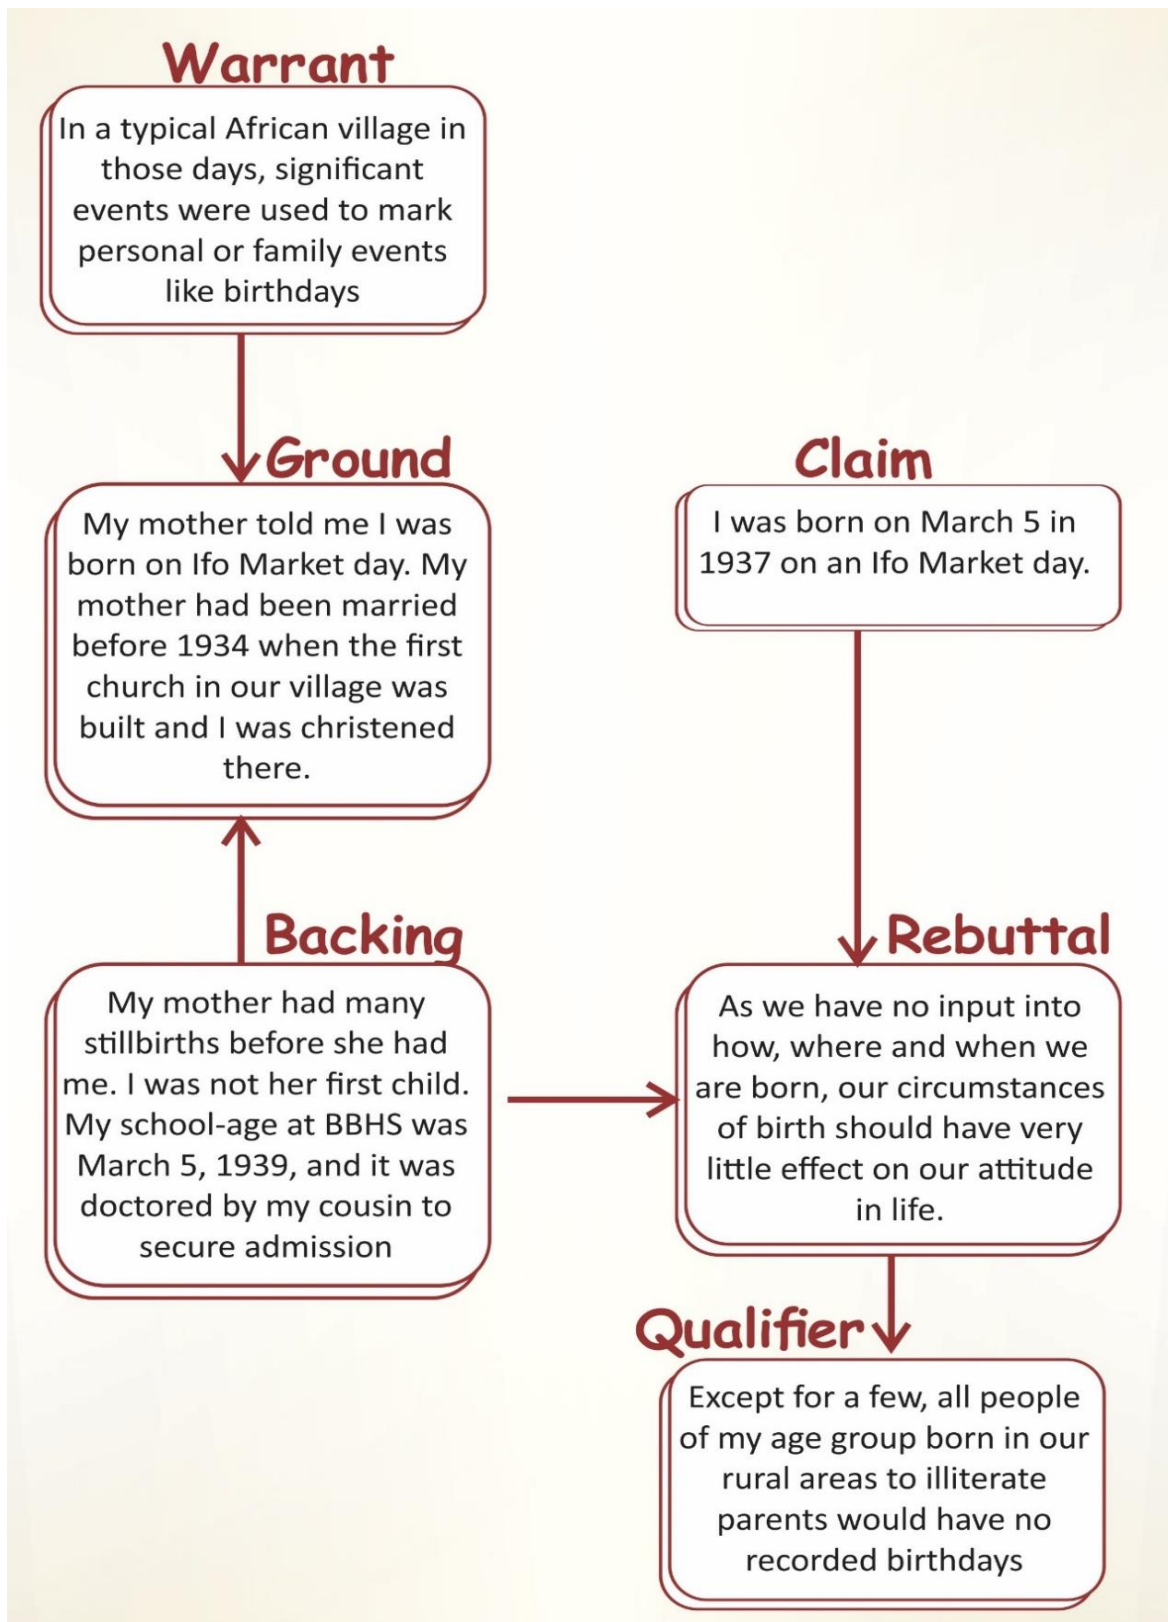 Warrant
In a typical African village in
those days, significant
events were used to mark
personal or family events
like birthdays
Ground
My mother told me I was
born on Ifo Market day. My
mother had been married
before 1934 when the first
church in our village was
built and I was christened
there.
Claim
I was born on March 5 in
1937 on an Ifo Market day.
Backing
My mother had many
stillbirths before she had
me. I was not her first child.
My school-age at BBHS was
March 5, 1939, and it was
doctored by my cousin to
secure admission
Rebuttal
As we have no input into
how, where and when we
are born, our circumstances
of birth should have very
little effect on our attitude
in life.
Qualifier
Except for a few, all people
of my age group born in our
rural areas to illiterate
parents would have no
recorded birthdays